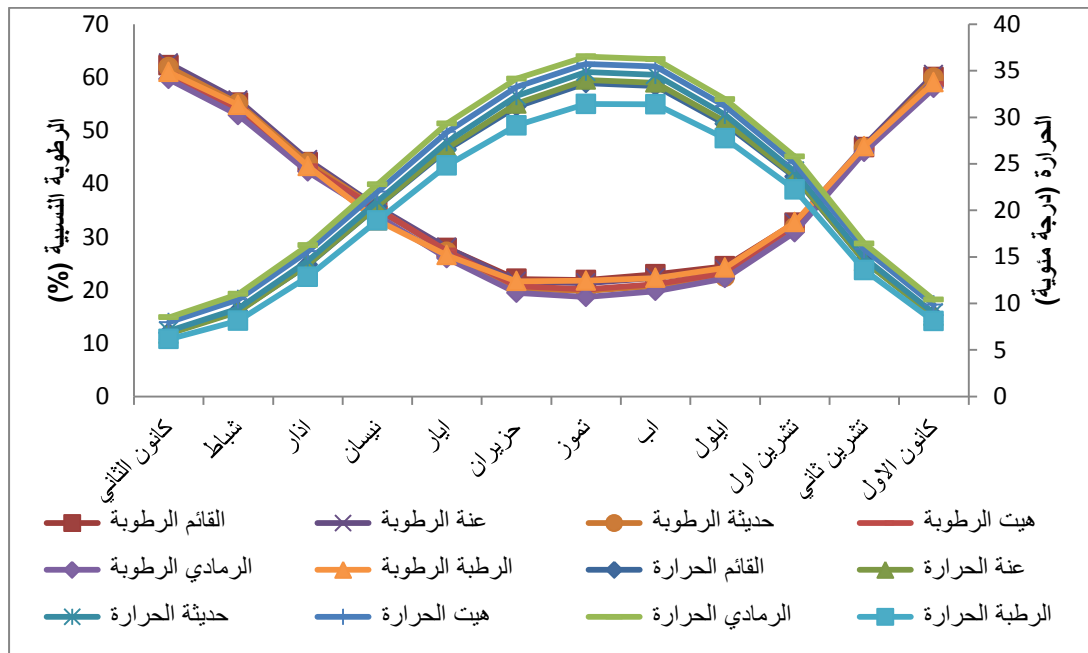 الرطوبة النسبية (%)
70
60
50
40
30
20
10
0
الحرارة (درجة مئوية)
40
35
30
25
20
15
10
5
0
كانون الثاني
شباط
اذار
نيسان
ايار
حزيران
تموز
اب
ايلول
تشرين اول
تشرين ثاني
كانون الاول
القائم الرطوبة
عنة الرطوبة
حديثة الرطوبة
هيت الرطوبة
الرمادي الرطوبة
الرطبة الرطوبة
القائم الحرارة
عنة الحرارة
حديثة الحرارة
هيت الحرارة
الرمادي الحرارة
الرطبة الحرارة